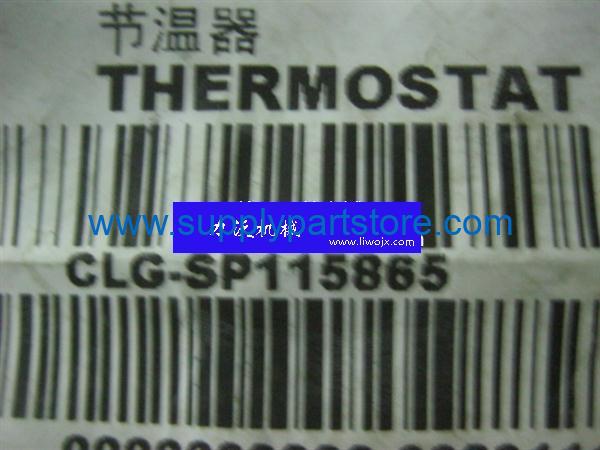 节温器
THERMOSTAT
www.supplypartstore.com
www.liwojx.com
CLG-SP115865